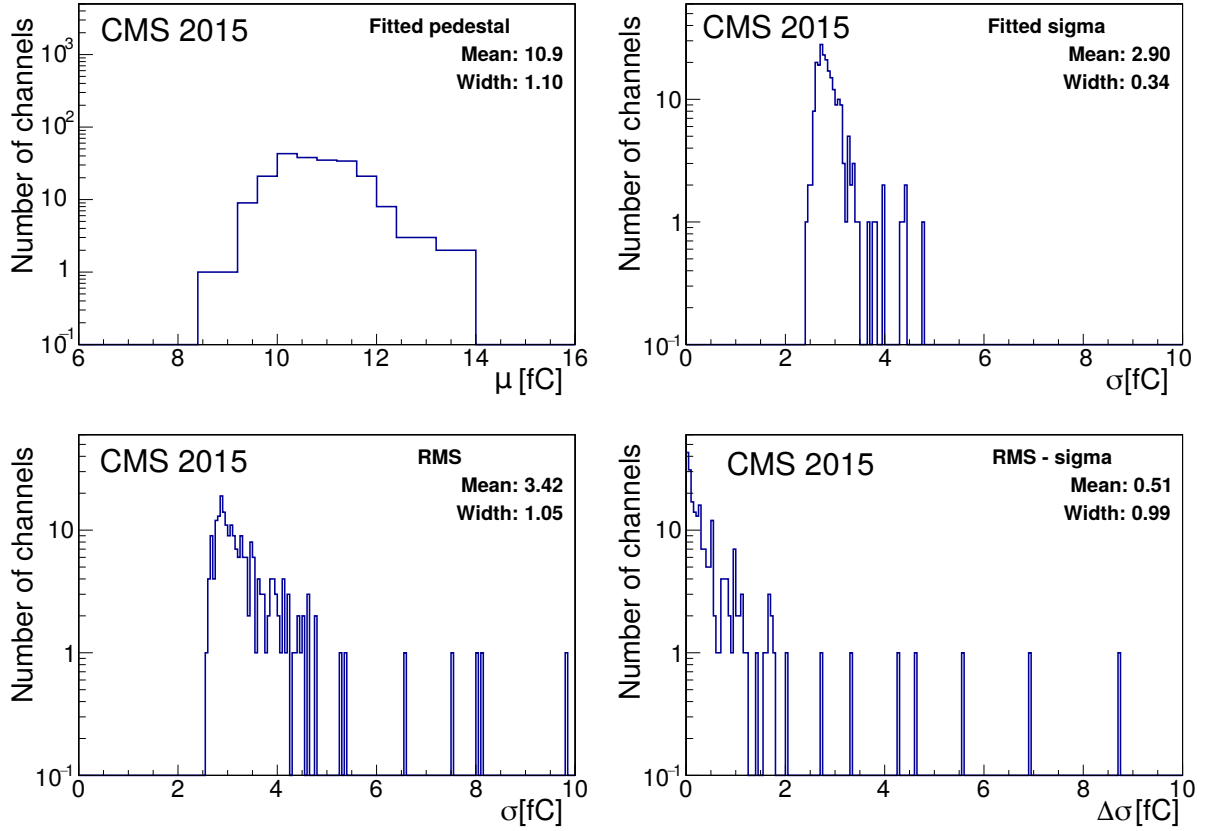 CMS 2015
Fitted pedestal
Mean: 10.9
Width: 1.10
Number of channels
10³
10²
10
1
10⁻¹
6 8 10 12 14 16
μ [fC]
CMS 2015
Fitted sigma
Mean: 2.90
Width: 0.34
Number of channels
10
1
10⁻¹
0 2 4 6 8 10
σ[fC]
CMS 2015
RMS
Mean: 3.42
Width: 1.05
Number of channels
10
1
10⁻¹
0 2 4 6 8 10
σ[fC]
CMS 2015
RMS - sigma
Mean: 0.51
Width: 0.99
Number of channels
10
1
10⁻¹
0 2 4 6 8 10
Δσ [fC]